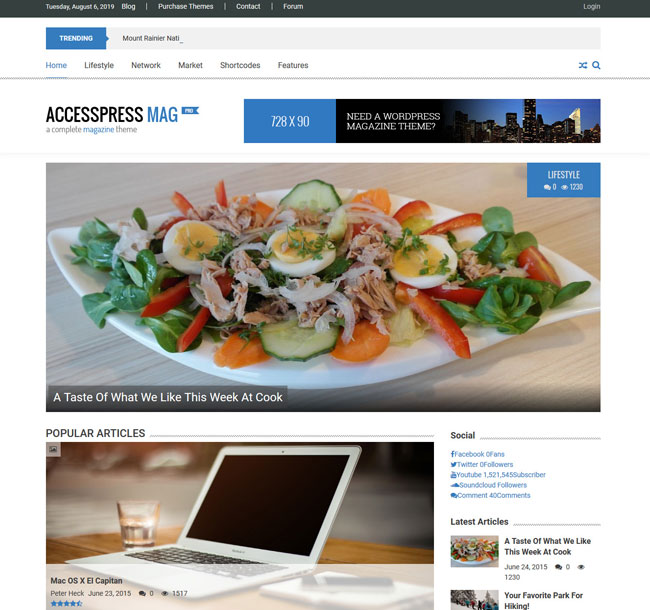 Tuesday, August 6, 2019 Blog | Purchase Themes | Contact | Forum Login
TRENDING Mount Rainier Nati_
Home Lifestyle Network Market Shortcodes Features
ACCESSPRESS MAG PRO
a complete magazine theme
728 X 90
NEED A WORDPRESS
MAGAZINE THEME?
LIFESTYLE
0 1230
A Taste Of What We Like This Week At Cook
POPULAR ARTICLES
Mac OS X El Capitan
Peter Heck June 23, 2015 0 1517
Social
Facebook 0Fans
Twitter 0Followers
Youtube 1,521,545Subscriber
Soundcloud Followers
Comment 40Comments
Latest Articles
A Taste Of What We Like
This Week At Cook
June 24, 2015 0
1230
Your Favorite Park For
Hiking!